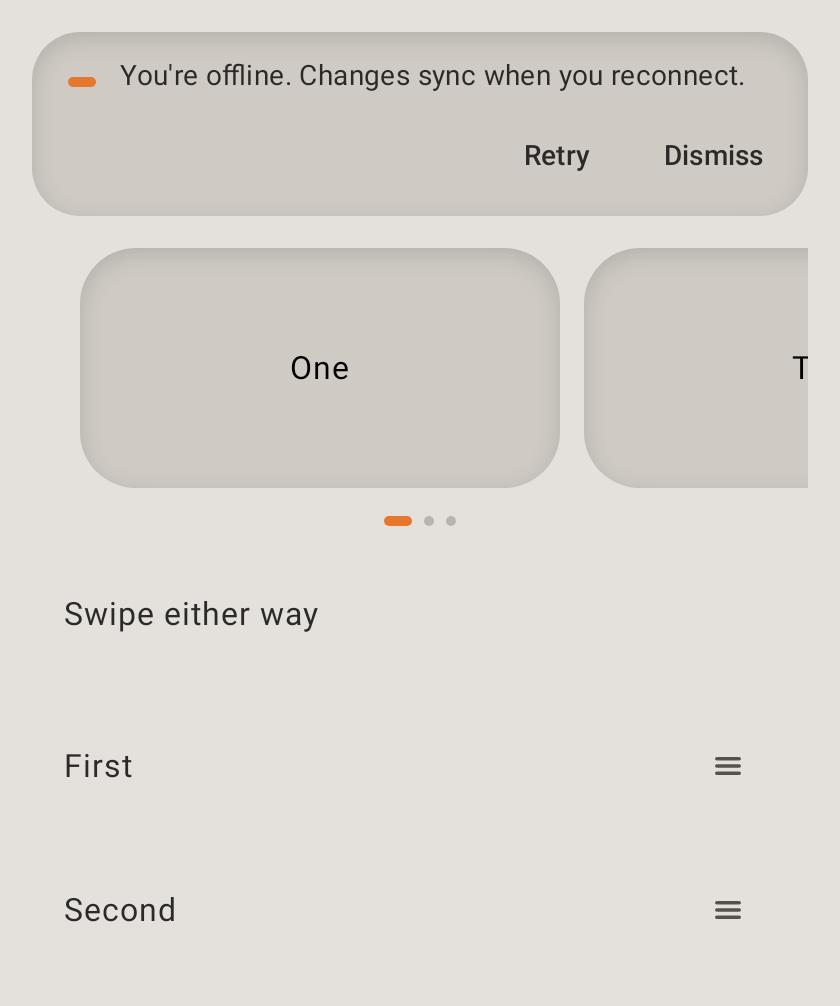 You're offline. Changes sync when you reconnect.
Retry Dismiss
One
Swipe either way
First
Second